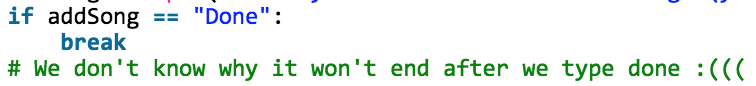 if addSong == "Done":
    break
# We don't know why it won't end after we type done :(((